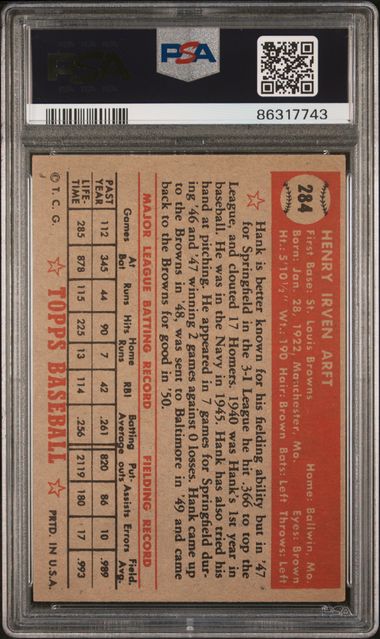 PSA
PSA
86317743
284
HENRY IRVEN ARFT
First Base: St. Louis Browns Home: Ballwin, Mo.
Born: Jan. 28, 1922, Manchester, Mo. Eyes: Brown
Ht.: 5'10½" Wt.: 190 Hair: Brown Bats: Left Throws: Left
Hank is better known for his fielding ability but in '47
for Springfield in the 3-I League he hit .366 to top the
League, and clouted 17 Homers. 1940 was Hank's 1st year in
baseball. He was in the Navy in 1945. Hank has also tried his
hand at pitching. He appeared in 7 games for Springfield dur-
ing '46 and '47 winning 2 games against 0 losses. Hank came up
to the Browns in '48, was sent to Baltimore in '49 and came
back to the Browns for good in '50.
MAJOR LEAGUE BATTING RECORD FIELDING RECORD
Games At Bat Runs Hits Home Runs RBI Batting Average Put-outs Assists Errors Field. Avg.
PAST YEAR 112 345 44 90 7 42 .261 820 86 10 .989
LIFE- 285 878 115 225 13 114 .256 2119 180 17 .993
© T. C. G. TOPPS BASEBALL PRTD. IN U.S.A.